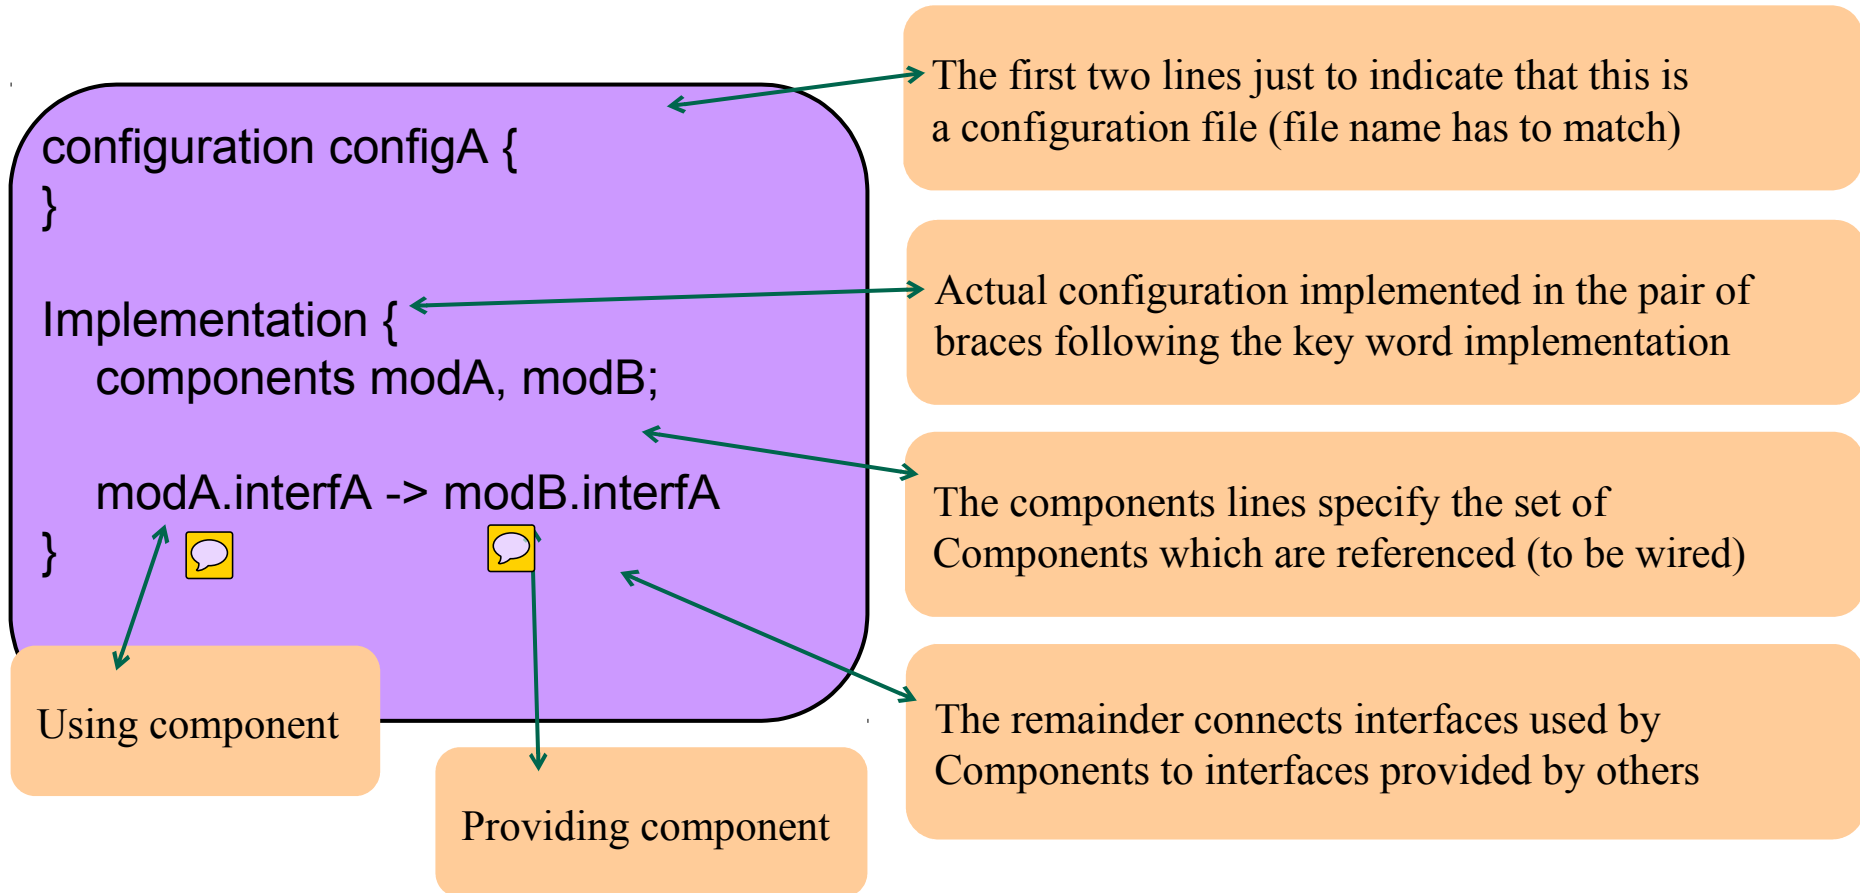 configuration configA {
}
Implementation {
components modA, modB;
modA.interfA -> modB.interfA
}
Using component
Providing component
The first two lines just to indicate that this is
a configuration file (file name has to match)
Actual configuration implemented in the pair of
braces following the key word implementation
The components lines specify the set of
Components which are referenced (to be wired)
The remainder connects interfaces used by
Components to interfaces provided by others